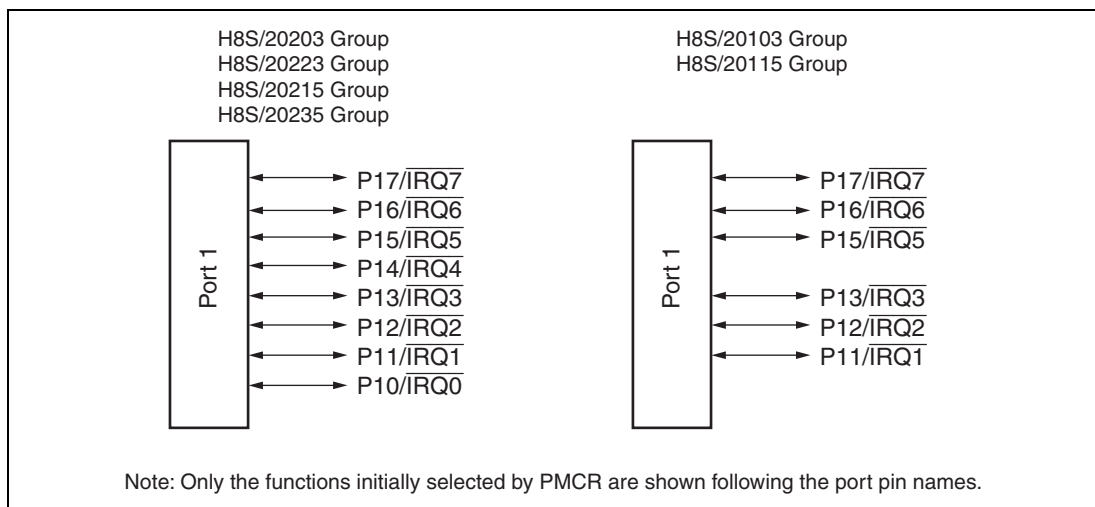 H8S/20203 Group
H8S/20223 Group
H8S/20215 Group
H8S/20235 Group
Port 1
P17/IRQ7
P16/IRQ6
P15/IRQ5
P14/IRQ4
P13/IRQ3
P12/IRQ2
P11/IRQ1
P10/IRQ0
H8S/20103 Group
H8S/20115 Group
Port 1
P17/IRQ7
P16/IRQ6
P15/IRQ5
P13/IRQ3
P12/IRQ2
P11/IRQ1
Note: Only the functions initially selected by PMCR are shown following the port pin names.